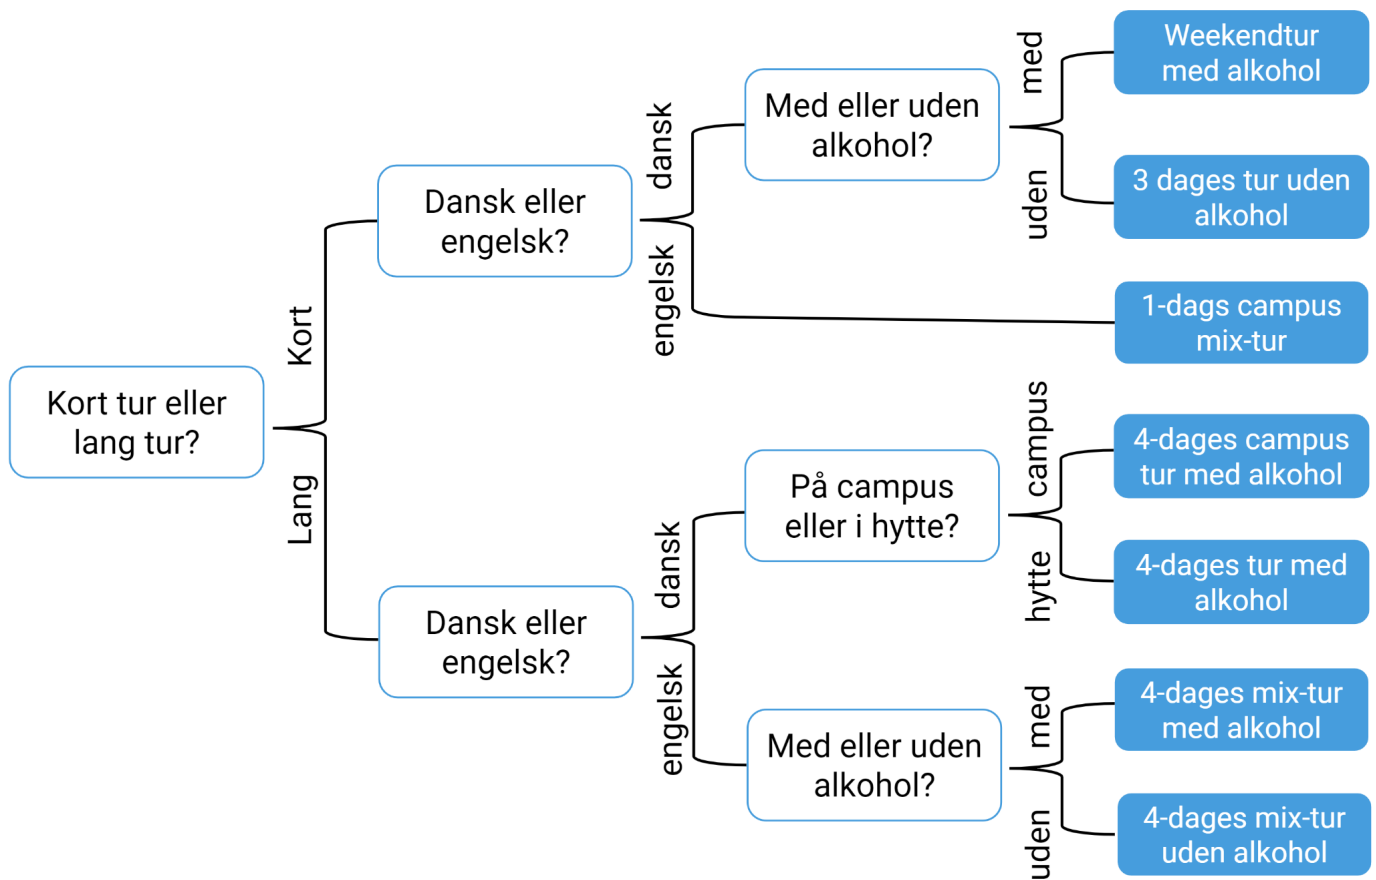 Kort tur eller
lang tur?
Kort
Lang
Dansk eller
engelsk?
dansk
engelsk
Med eller uden
alkohol?
med
uden
Weekendtur
med alkohol
3 dages tur uden
alkohol
1-dags campus
mix-tur
Dansk eller
engelsk?
dansk
engelsk
På campus
eller i hytte?
campus
hytte
4-dages campus
tur med alkohol
4-dages tur med
alkohol
Med eller uden
alkohol?
med
uden
4-dages mix-tur
med alkohol
4-dages mix-tur
uden alkohol